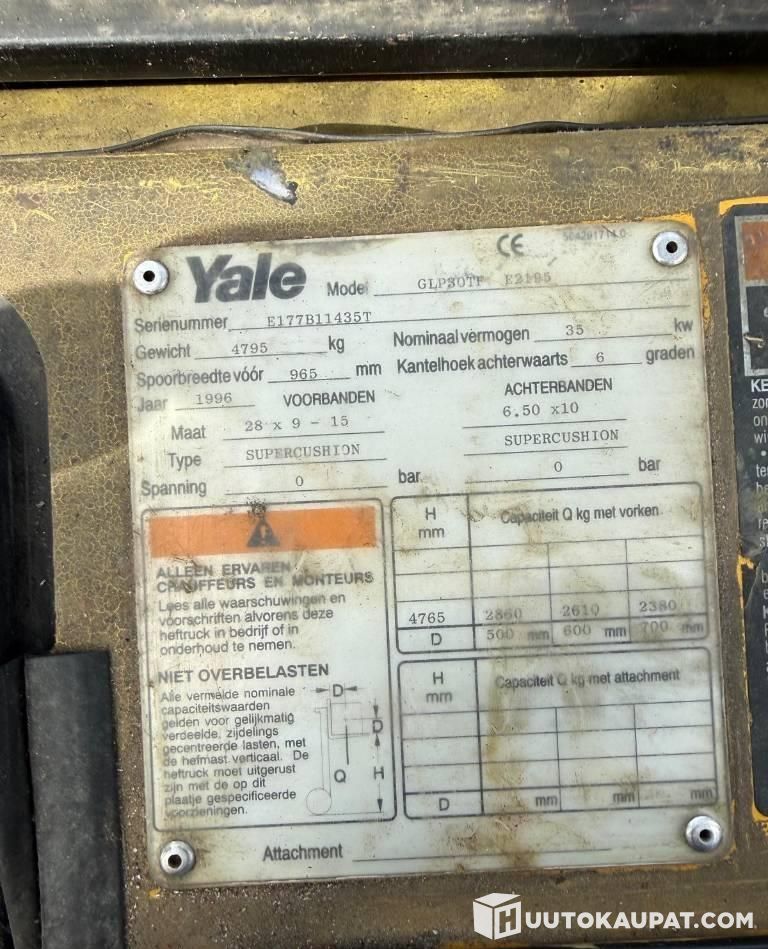 CE
Yale Model GLP30TF E2195
Serienummer E177B11435T
Gewicht 4795 kg Nominaal vermogen 35 kw
Spoorbreedte vóór 965 mm Kantelhoek achterwaarts 6 graden
Jaar 1996 VOORBANDEN ACHTERBANDEN
Maat 28 x 9 - 15 6.50 x10
Type SUPERCUSHION SUPERCUSHION
Spanning 0 bar 0 bar
ALLEEN ERVAREN
CHAUFFEURS EN MONTEURS
Lees alle waarschuwingen en
voorschriften alvorens deze
heftruck in bedrijf of in
onderhoud te nemen.
NIET OVERBELASTEN
Alle vermelde nominale
capaciteitswaarden
gelden voor gelijkmatig
verdeelde, zijdelings
gecentreerde lasten, met
de hefmast verticaal. De
heftruck moet uitgerust
zijn met de op dit
plaatje gespecificeerde
voorzieningen.
D
D
Q H
H Capaciteit Q kg met vorken
mm
4765 2860 2610 2380
D 500 mm 600 mm 700 mm
H Capaciteit Q kg met attachment
mm
D mm mm mm
Attachment
KE
HUUTOKAUPAT.COM